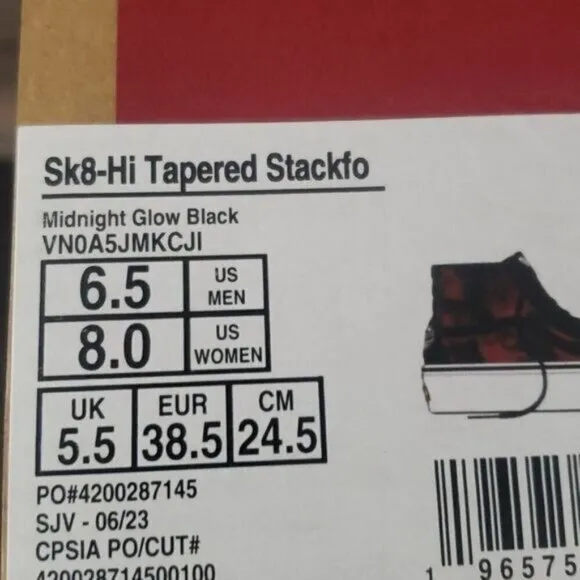 Sk8-Hi Tapered Stackfo
Midnight Glow Black
VN0A5JMKCJI
6.5 US MEN
8.0 US WOMEN
UK EUR CM
5.5 38.5 24.5
PO#4200287145
SJV - 06/23
CPSIA PO/CUT#
420028714500100
1 96575